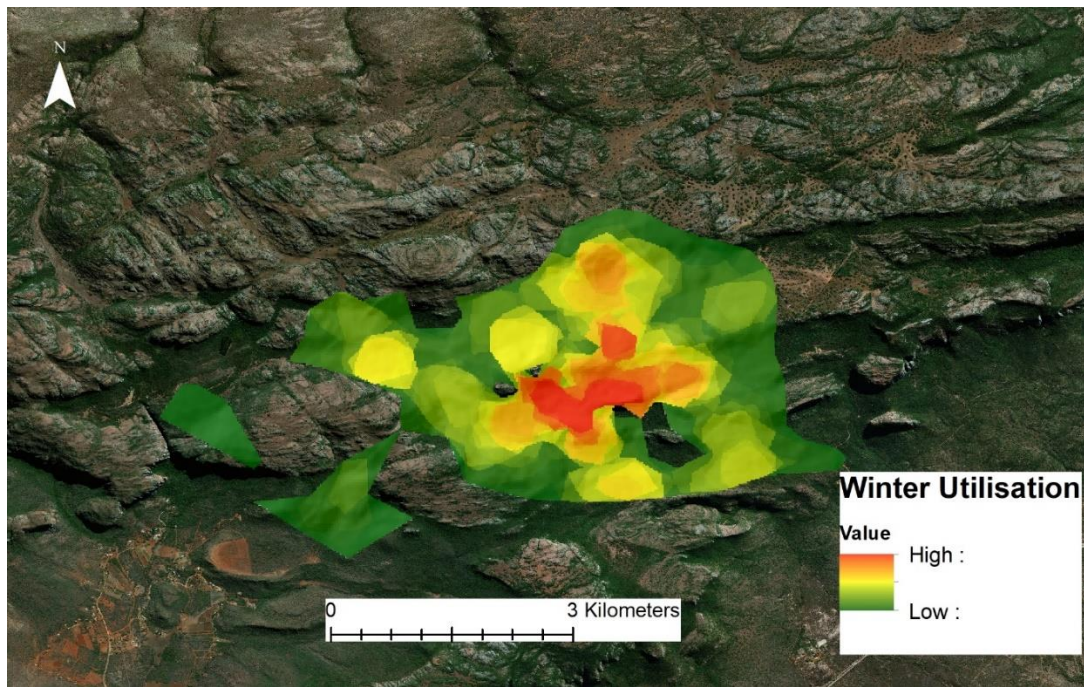 N
Winter Utilisation
Value
High :
Low :
0 3 Kilometers